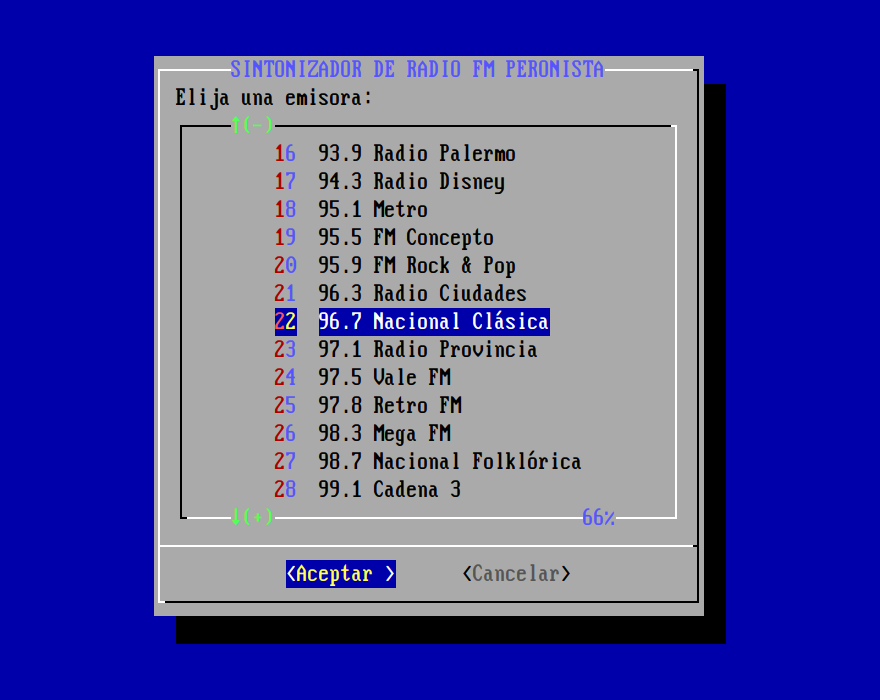 SINTONIZADOR DE RADIO FM PERONISTA
Elija una emisora:
↑(-)
16 93.9 Radio Palermo
17 94.3 Radio Disney
18 95.1 Metro
19 95.5 FM Concepto
20 95.9 FM Rock & Pop
21 96.3 Radio Ciudades
22 96.7 Nacional Clásica
23 97.1 Radio Provincia
24 97.5 Vale FM
25 97.8 Retro FM
26 98.3 Mega FM
27 98.7 Nacional Folklórica
28 99.1 Cadena 3
↓(+) 66%
<Aceptar > <Cancelar>